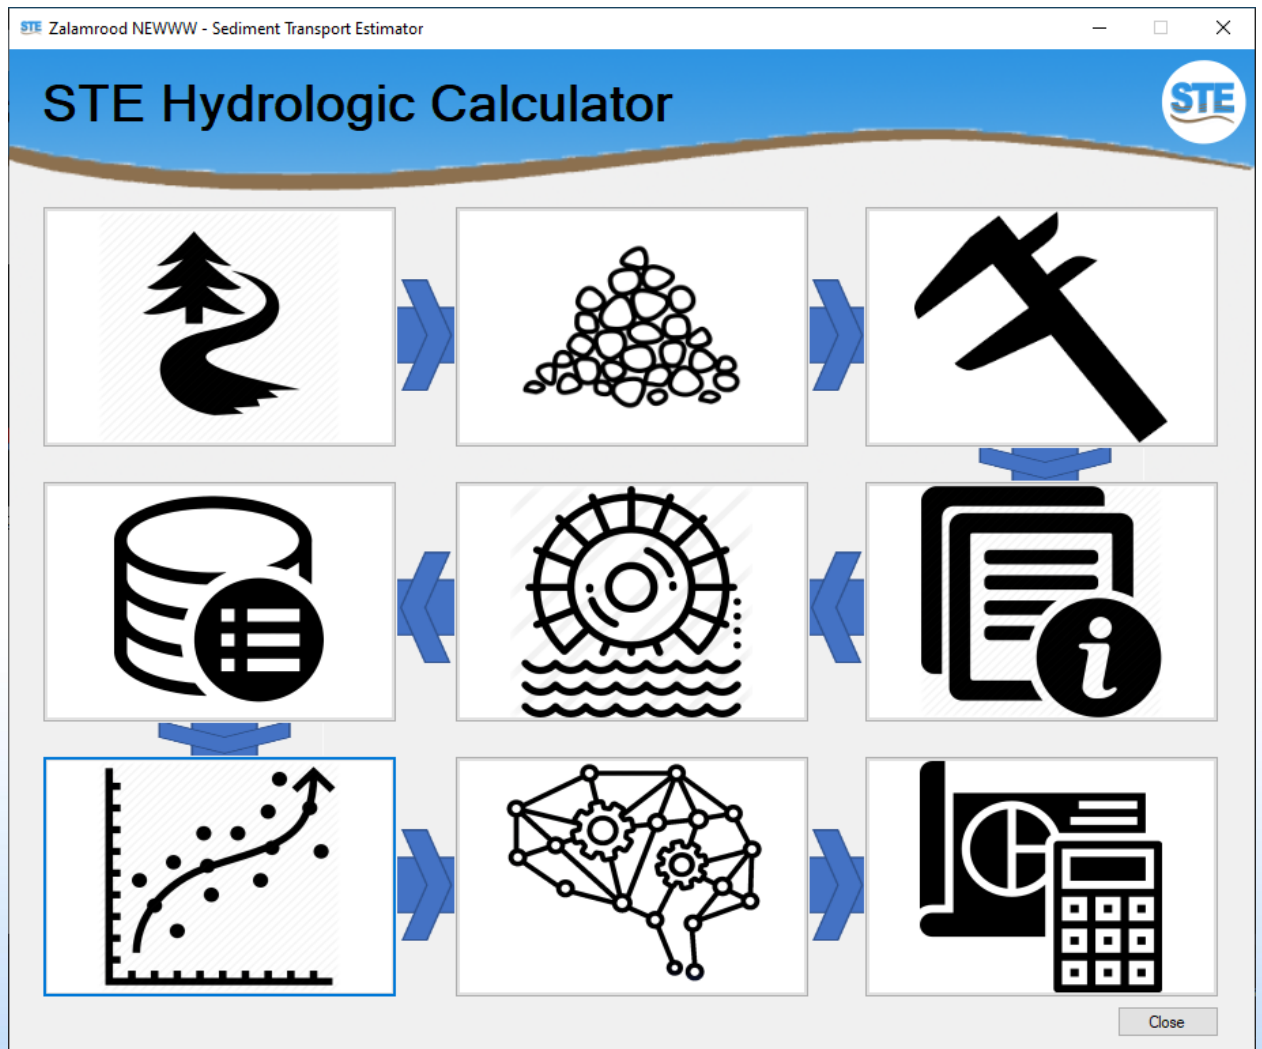 STE Zalamrood NEWWW - Sediment Transport Estimator
STE Hydrologic Calculator
STE
i
Close